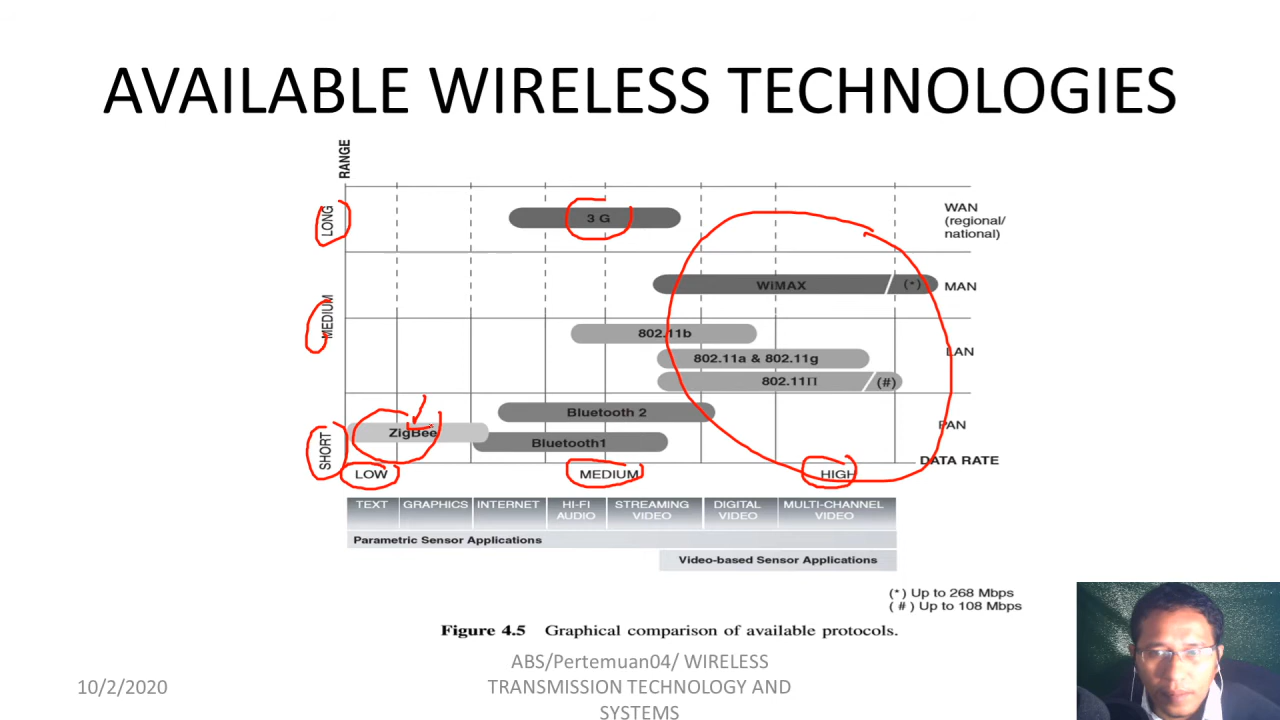 AVAILABLE WIRELESS TECHNOLOGIES
RANGE
LONG
MEDIUM
SHORT
3 G
WAN
(regional/
national)
WiMAX
(*)
MAN
802.11b
802.11a & 802.11g
LAN
802.11Π
(#)
Bluetooth 2
PAN
ZigBee
Bluetooth1
DATA RATE
LOW
MEDIUM
HIGH
TEXT
GRAPHICS
INTERNET
HI-FI
AUDIO
STREAMING
VIDEO
DIGITAL
VIDEO
MULTI-CHANNEL
VIDEO
Parametric Sensor Applications
Video-based Sensor Applications
(*) Up to 268 Mbps
(#) Up to 108 Mbps
Figure 4.5 Graphical comparison of available protocols.
10/2/2020
ABS/Pertemuan04/ WIRELESS
TRANSMISSION TECHNOLOGY AND
SYSTEMS